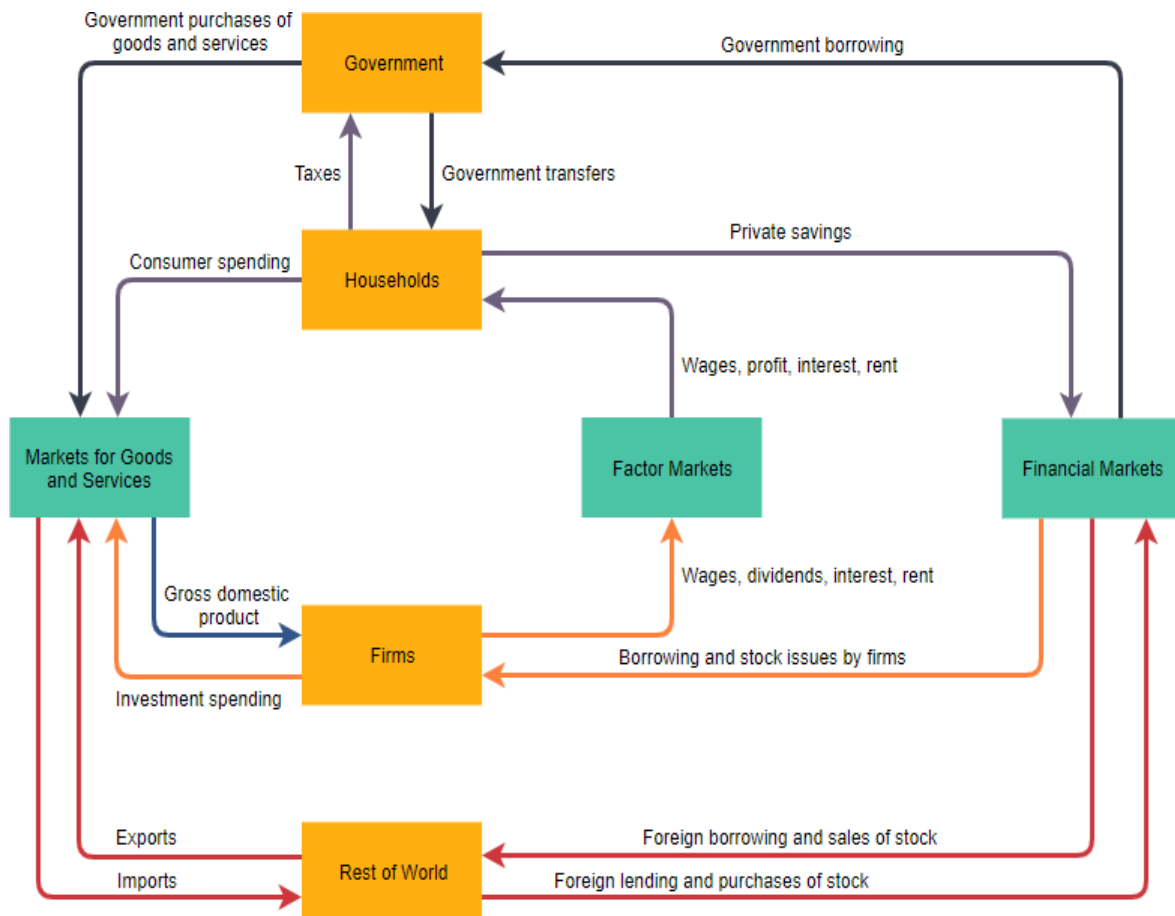 Government purchases of
goods and services
Government
Government borrowing
Taxes
Government transfers
Private savings
Consumer spending
Households
Wages, profit, interest, rent
Markets for Goods
and Services
Factor Markets
Financial Markets
Wages, dividends, interest, rent
Gross domestic
product
Firms
Borrowing and stock issues by firms
Investment spending
Exports
Foreign borrowing and sales of stock
Rest of World
Imports
Foreign lending and purchases of stock